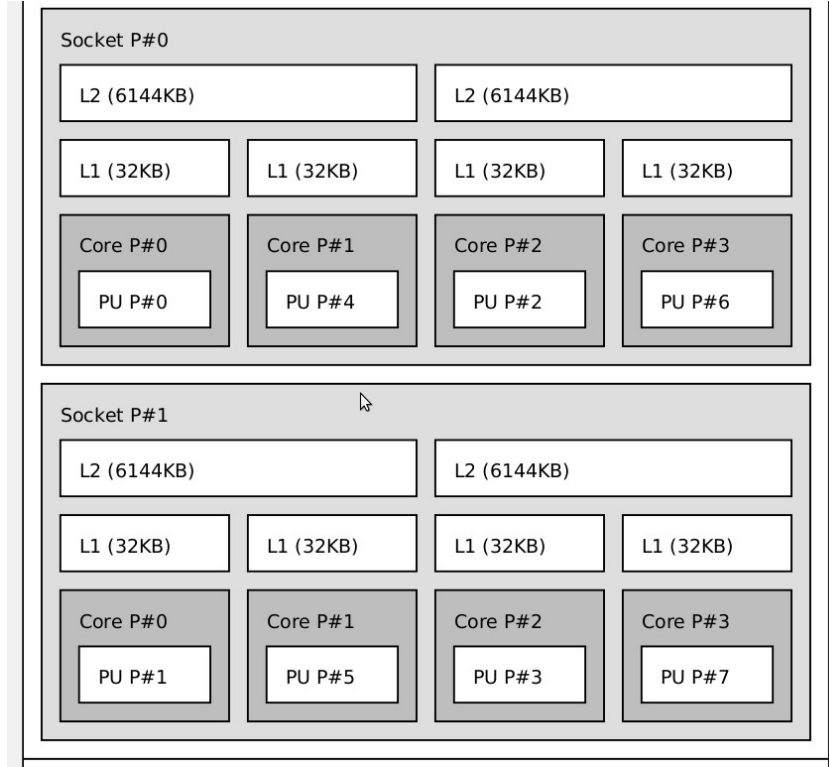 Socket P#0
L2 (6144KB) L2 (6144KB)
L1 (32KB) L1 (32KB) L1 (32KB) L1 (32KB)
Core P#0 Core P#1 Core P#2 Core P#3
PU P#0 PU P#4 PU P#2 PU P#6
Socket P#1
L2 (6144KB) L2 (6144KB)
L1 (32KB) L1 (32KB) L1 (32KB) L1 (32KB)
Core P#0 Core P#1 Core P#2 Core P#3
PU P#1 PU P#5 PU P#3 PU P#7